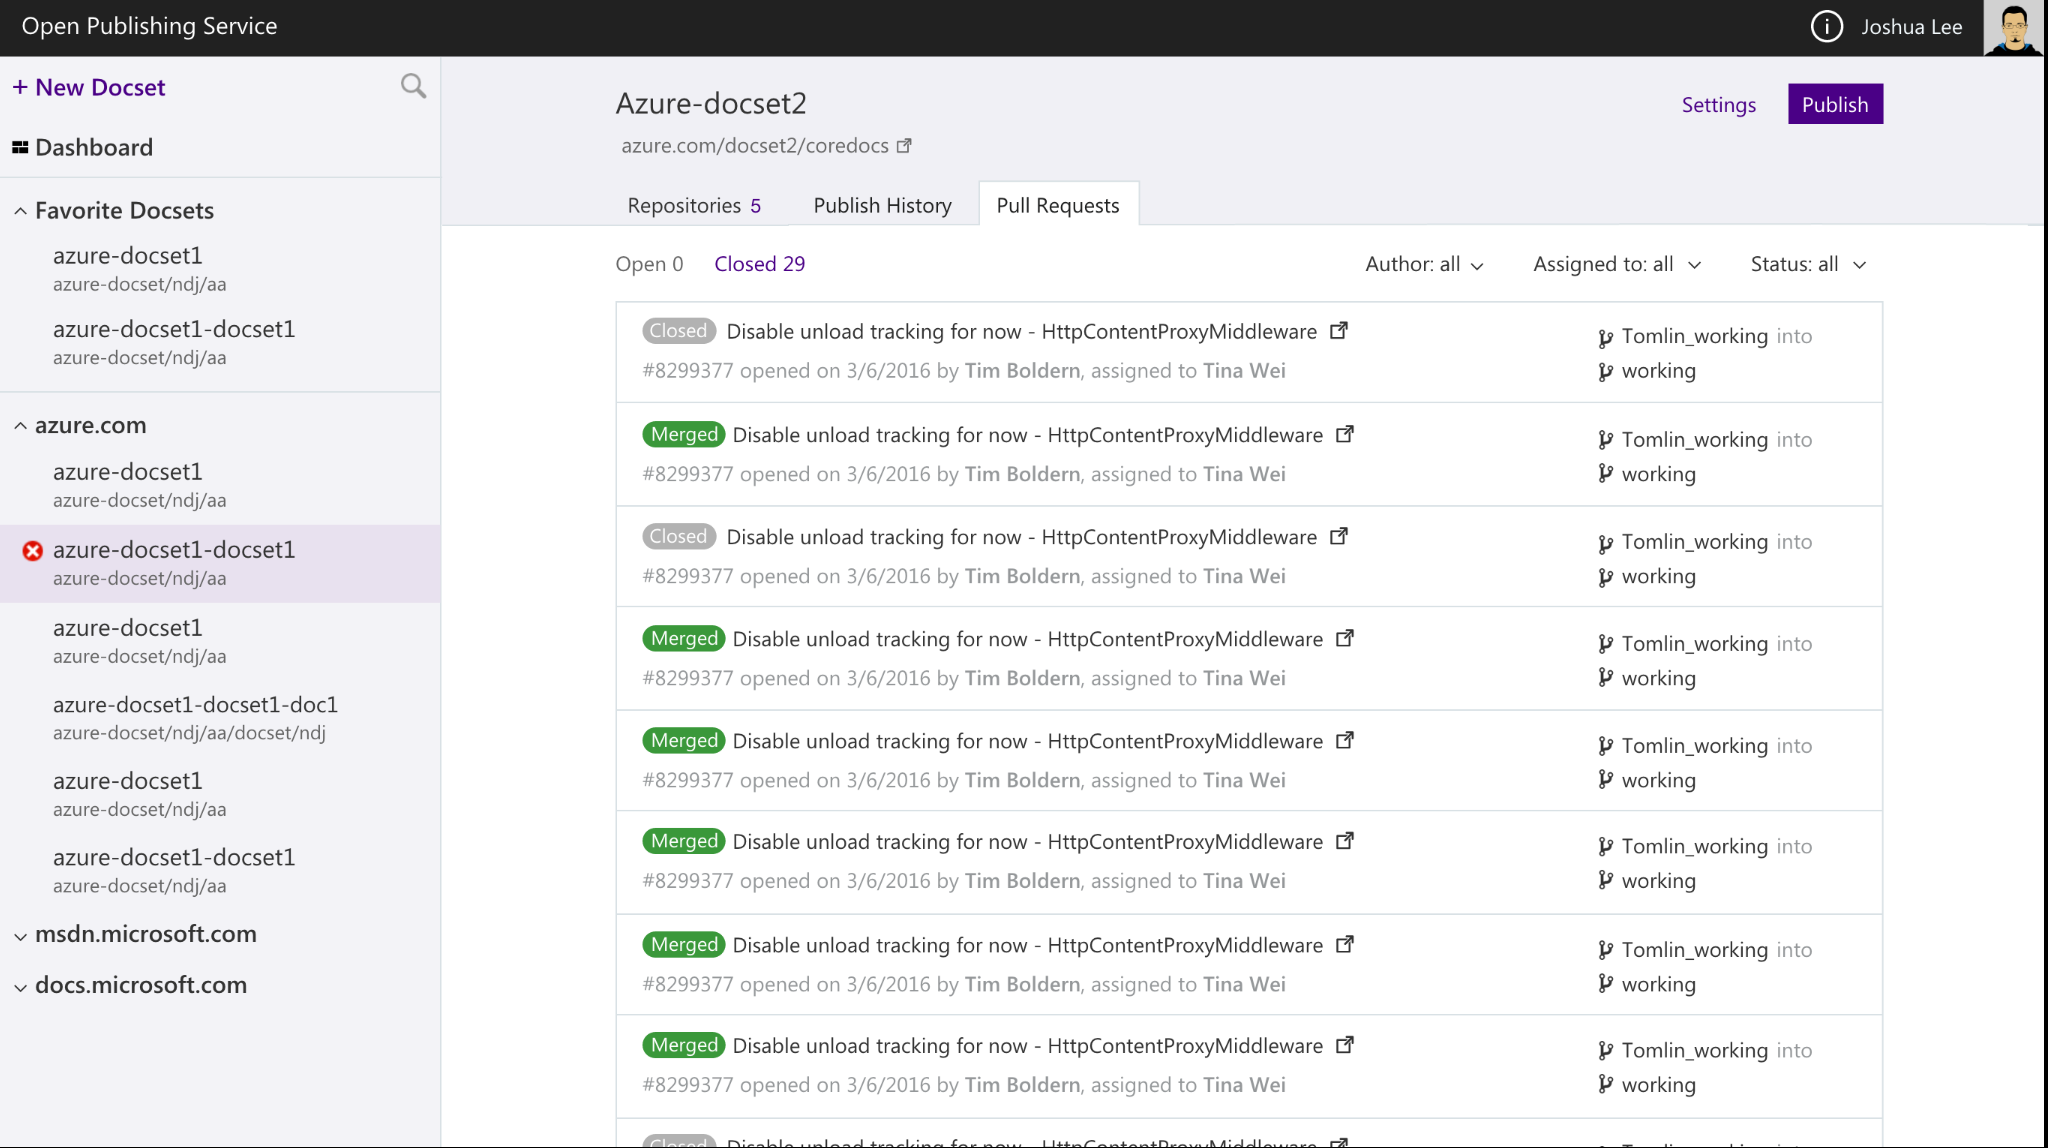 Open Publishing Service
Joshua Lee
+ New Docset
Dashboard
Favorite Docsets
azure-docset1
azure-docset/ndj/aa
azure-docset1-docset1
azure-docset/ndj/aa
azure.com
azure-docset1
azure-docset/ndj/aa
azure-docset1-docset1
azure-docset/ndj/aa
azure-docset1
azure-docset/ndj/aa
azure-docset1-docset1-doc1
azure-docset/ndj/aa/docset/ndj
azure-docset1
azure-docset/ndj/aa
azure-docset1-docset1
azure-docset/ndj/aa
msdn.microsoft.com
docs.microsoft.com
Azure-docset2
Settings
Publish
azure.com/docset2/coredocs
Repositories 5
Publish History
Pull Requests
Open 0
Closed 29
Author: all
Assigned to: all
Status: all
Closed Disable unload tracking for now - HttpContentProxyMiddleware
#8299377 opened on 3/6/2016 by Tim Boldern, assigned to Tina Wei
Tomlin_working into
working
Merged Disable unload tracking for now - HttpContentProxyMiddleware
#8299377 opened on 3/6/2016 by Tim Boldern, assigned to Tina Wei
Tomlin_working into
working
Closed Disable unload tracking for now - HttpContentProxyMiddleware
#8299377 opened on 3/6/2016 by Tim Boldern, assigned to Tina Wei
Tomlin_working into
working
Merged Disable unload tracking for now - HttpContentProxyMiddleware
#8299377 opened on 3/6/2016 by Tim Boldern, assigned to Tina Wei
Tomlin_working into
working
Merged Disable unload tracking for now - HttpContentProxyMiddleware
#8299377 opened on 3/6/2016 by Tim Boldern, assigned to Tina Wei
Tomlin_working into
working
Merged Disable unload tracking for now - HttpContentProxyMiddleware
#8299377 opened on 3/6/2016 by Tim Boldern, assigned to Tina Wei
Tomlin_working into
working
Merged Disable unload tracking for now - HttpContentProxyMiddleware
#8299377 opened on 3/6/2016 by Tim Boldern, assigned to Tina Wei
Tomlin_working into
working
Merged Disable unload tracking for now - HttpContentProxyMiddleware
#8299377 opened on 3/6/2016 by Tim Boldern, assigned to Tina Wei
Tomlin_working into
working
Closed Disable unload tracking for now - HttpContentProxyMiddleware